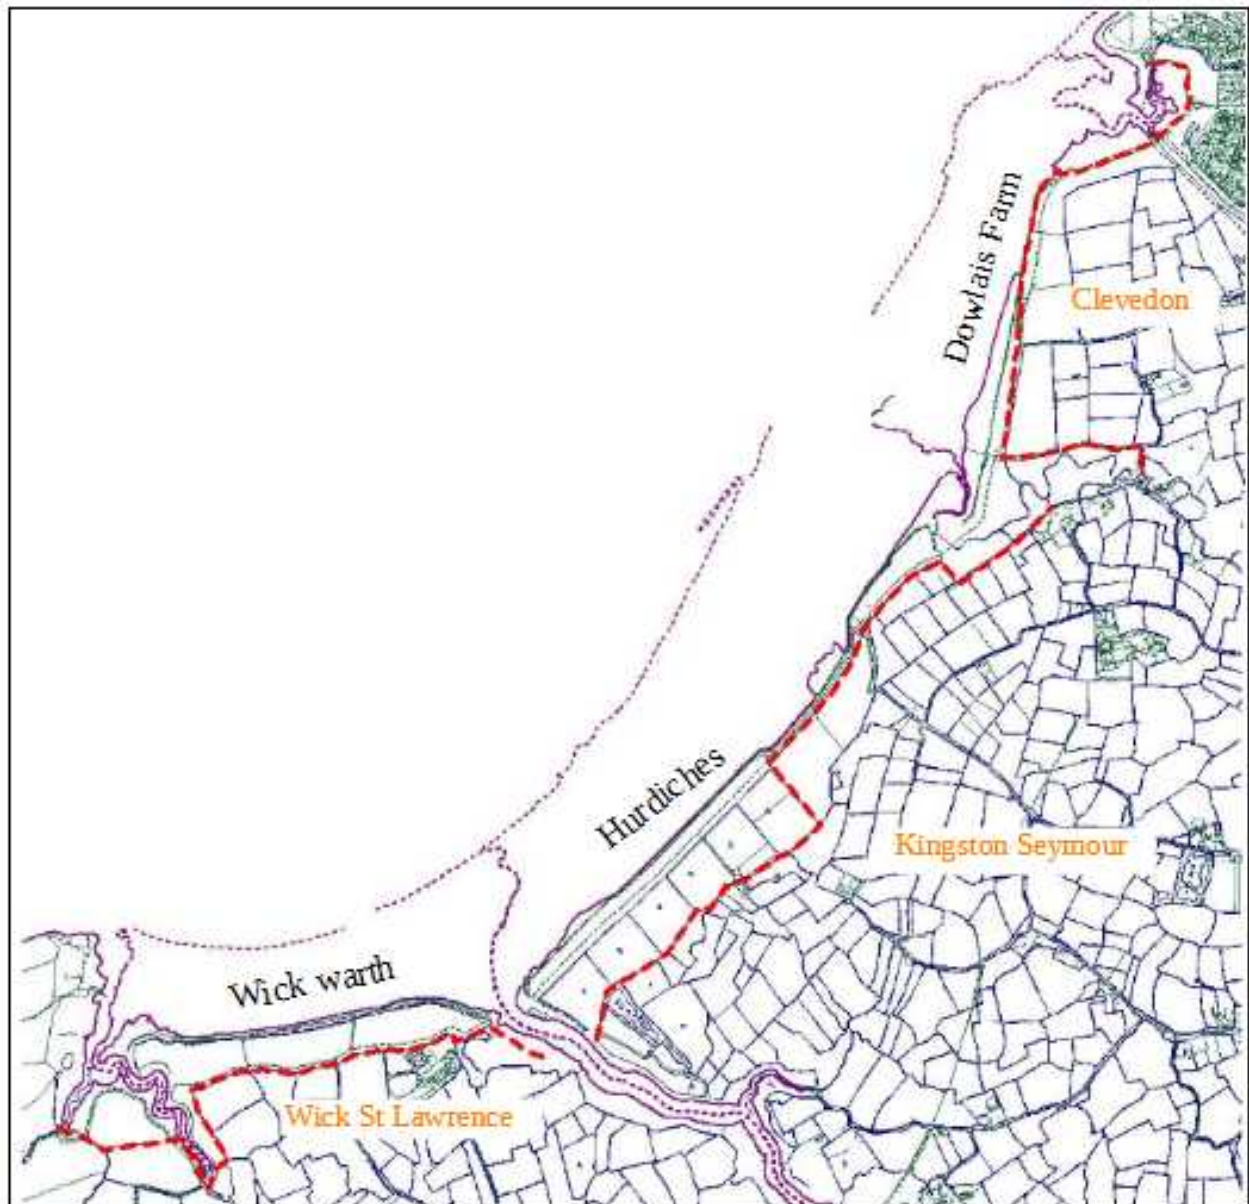 Dowlais Farm
Clevedon
Hurdiches
Kingston Seymour
Wick warth
Wick St Lawrence